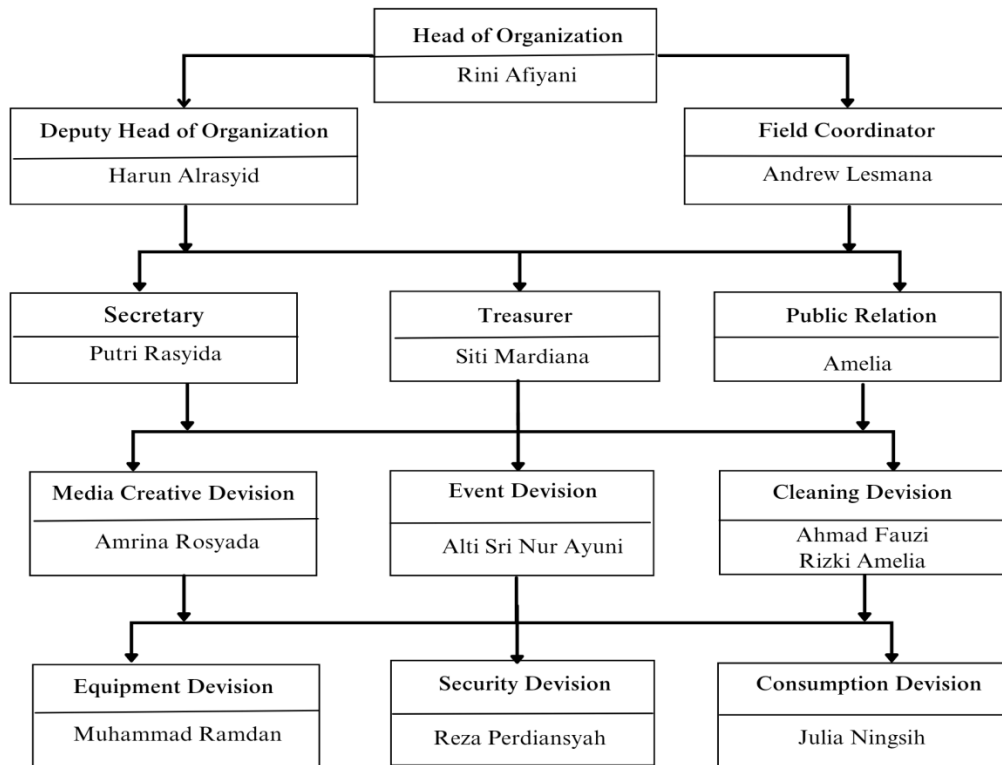 Head of Organization
Rini Afiyani
Deputy Head of Organization
Harun Alrasyid
Field Coordinator
Andrew Lesmana
Secretary
Putri Rasyida
Treasurer
Siti Mardiana
Public Relation
Amelia
Media Creative Devision
Amrina Rosyada
Event Devision
Alti Sri Nur Ayuni
Cleaning Devision
Ahmad Fauzi
Rizki Amelia
Equipment Devision
Muhammad Ramdan
Security Devision
Reza Perdiansyah
Consumption Devision
Julia Ningsih